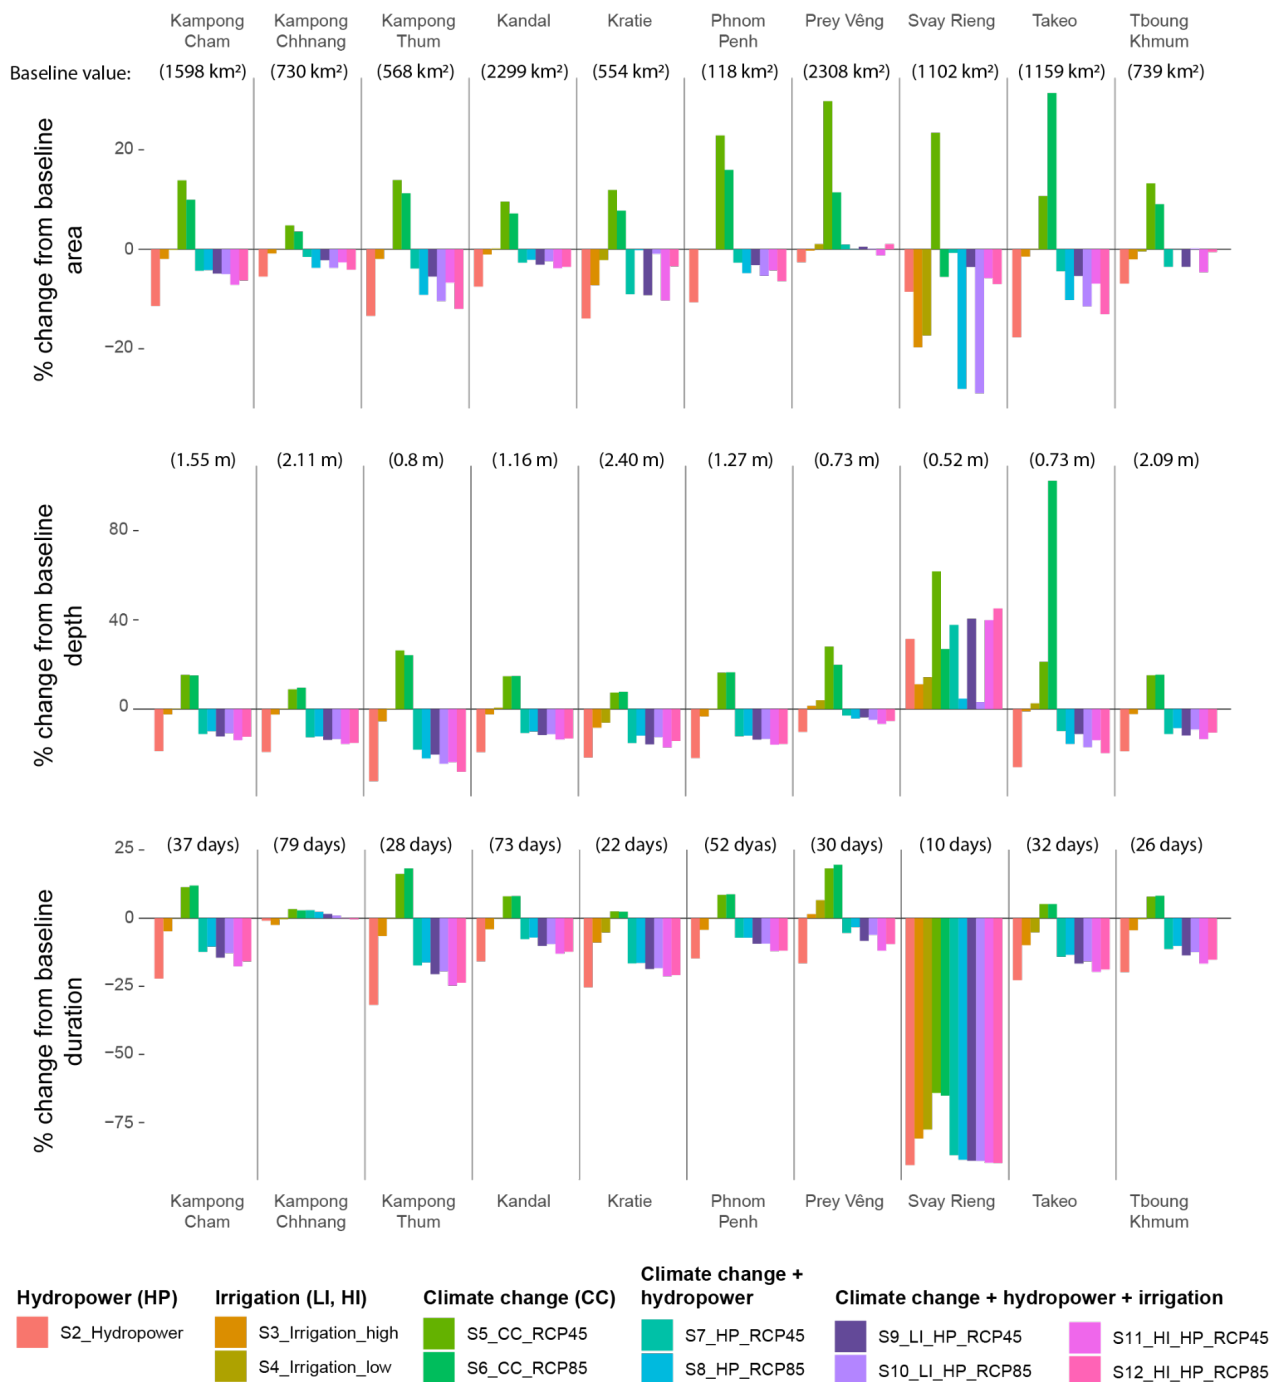 Kampong Cham
Kampong Chhnang
Kampong Thum
Kandal
Kratie
Phnom Penh
Prey Vêng
Svay Rieng
Takeo
Tboung Khmum
Baseline value: (1598 km²) (730 km²) (568 km²) (2299 km²) (554 km²) (118 km²) (2308 km²) (1102 km²) (1159 km²) (739 km²)
% change from baseline
area
20
0
−20
(1.55 m) (2.11 m) (0.8 m) (1.16 m) (2.40 m) (1.27 m) (0.73 m) (0.52 m) (0.73 m) (2.09 m)
% change from baseline
depth
80
40
0
(37 days) (79 days) (28 days) (73 days) (22 days) (52 dyas) (30 days) (10 days) (32 days) (26 days)
% change from baseline
duration
25
0
−25
−50
−75
Kampong Cham
Kampong Chhnang
Kampong Thum
Kandal
Kratie
Phnom Penh
Prey Vêng
Svay Rieng
Takeo
Tboung Khmum
Hydropower (HP)
S2_Hydropower
Irrigation (LI, HI)
S3_Irrigation_high
S4_Irrigation_low
Climate change (CC)
S5_CC_RCP45
S6_CC_RCP85
Climate change +
hydropower
S7_HP_RCP45
S8_HP_RCP85
Climate change + hydropower + irrigation
S9_LI_HP_RCP45
S10_LI_HP_RCP85
S11_HI_HP_RCP45
S12_HI_HP_RCP85